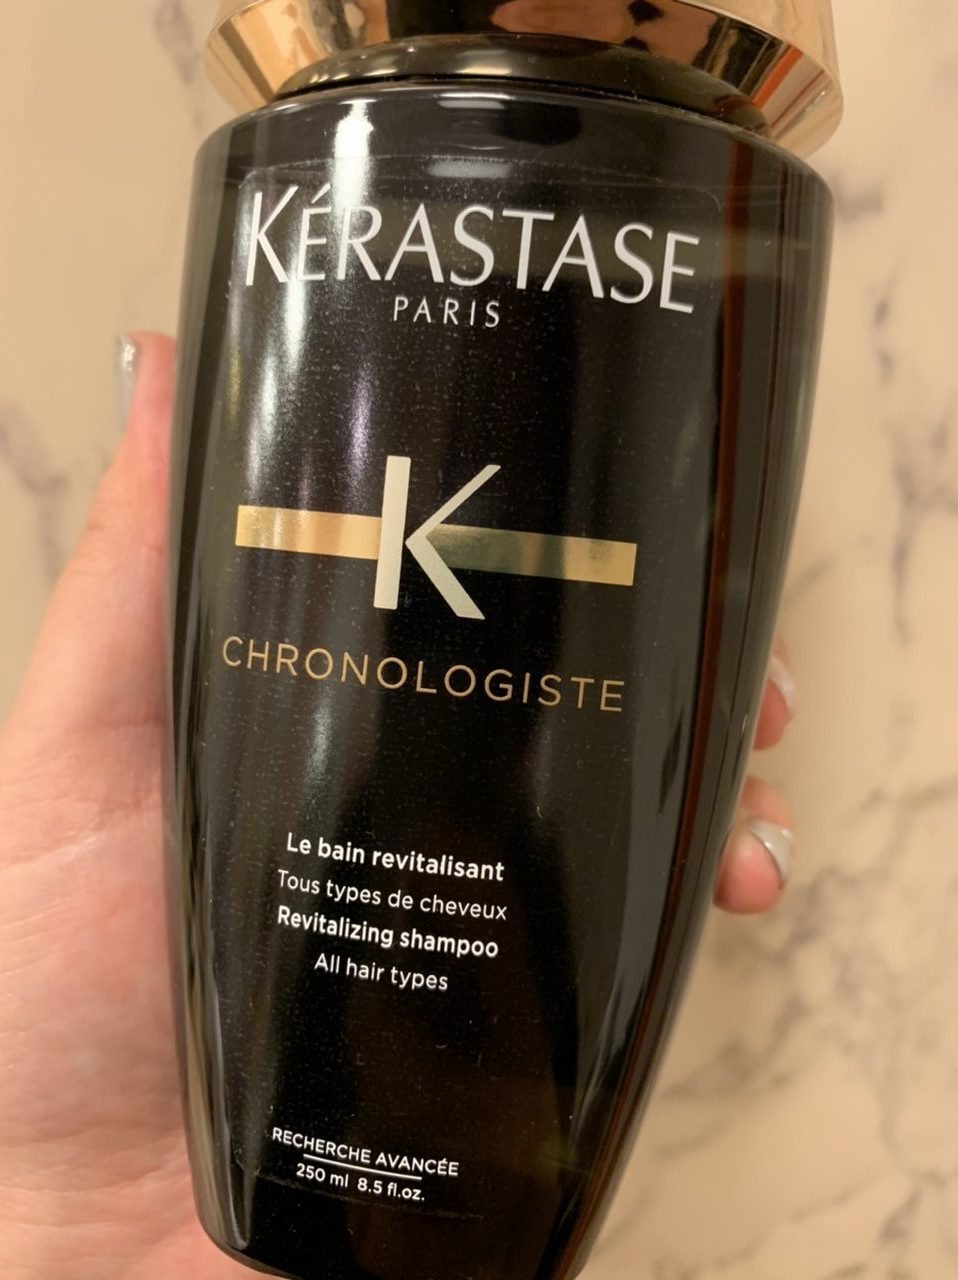 KÉRASTASE
PARIS
K
CHRONOLOGISTE
Le bain revitalisant
Tous types de cheveux
Revitalizing shampoo
All hair types
RECHERCHE AVANCÉE
250 ml 8.5 fl.oz.